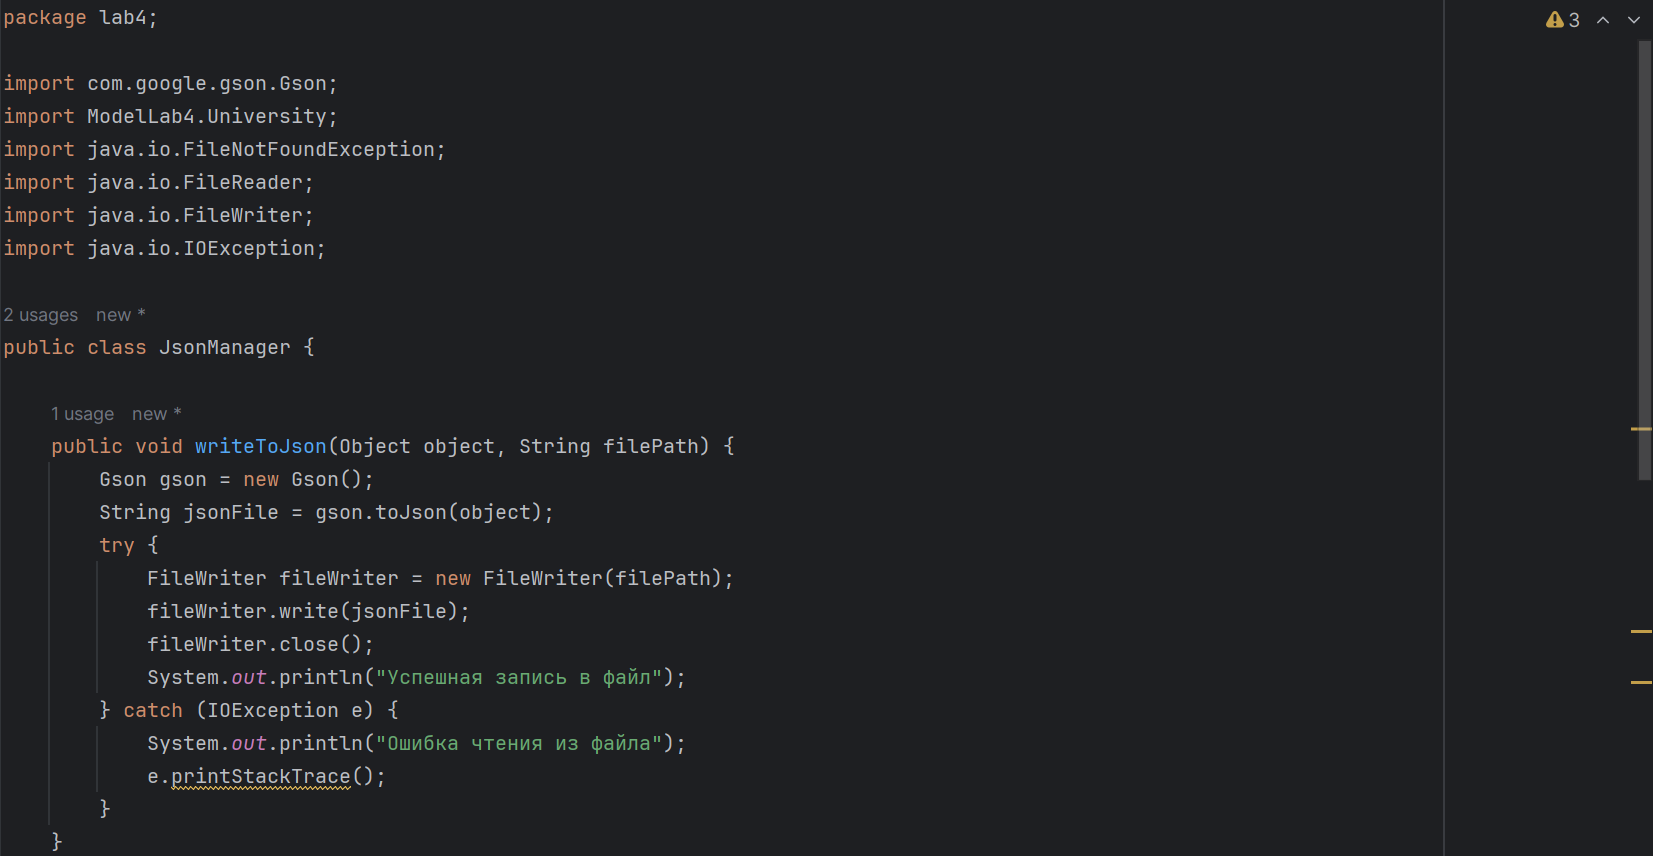 package lab4;
3
import com.google.gson.Gson;
import ModelLab4.University;
import java.io.FileNotFoundException;
import java.io.FileReader;
import java.io.FileWriter;
import java.io.IOException;
2 usages new *
public class JsonManager {
1 usage new *
public void writeToJson(Object object, String filePath) {
Gson gson = new Gson();
String jsonFile = gson.toJson(object);
try {
FileWriter fileWriter = new FileWriter(filePath);
fileWriter.write(jsonFile);
fileWriter.close();
System.out.println("Успешная запись в файл");
} catch (IOException e) {
System.out.println("Ошибка чтения из файла");
e.printStackTrace();
}
}